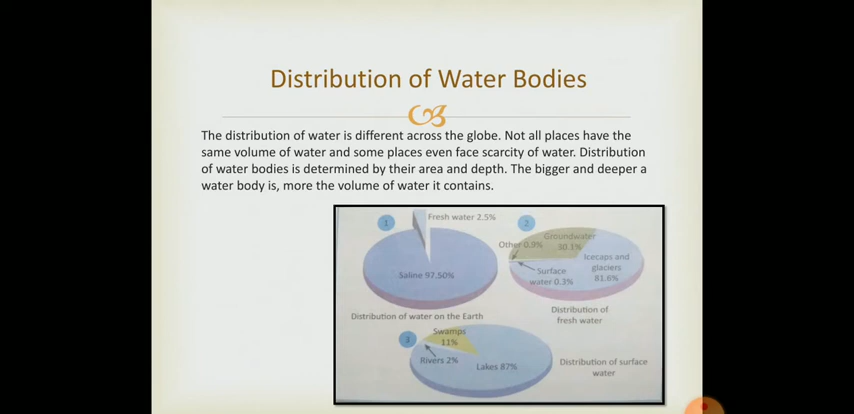 Distribution of Water Bodies
The distribution of water is different across the globe. Not all places have the
same volume of water and some places even face scarcity of water. Distribution
of water bodies is determined by their area and depth. The bigger and deeper a
water body is, more the volume of water it contains.
1
Fresh water 2.5%
Saline 97.50%
Distribution of water on the Earth
2
Other 0.9%
Groundwater
30.1%
Icecaps and
glaciers
81.6%
Surface
water 0.3%
Distribution of
fresh water
3
Swamps
11%
Rivers 2%
Lakes 87%
Distribution of surface
water